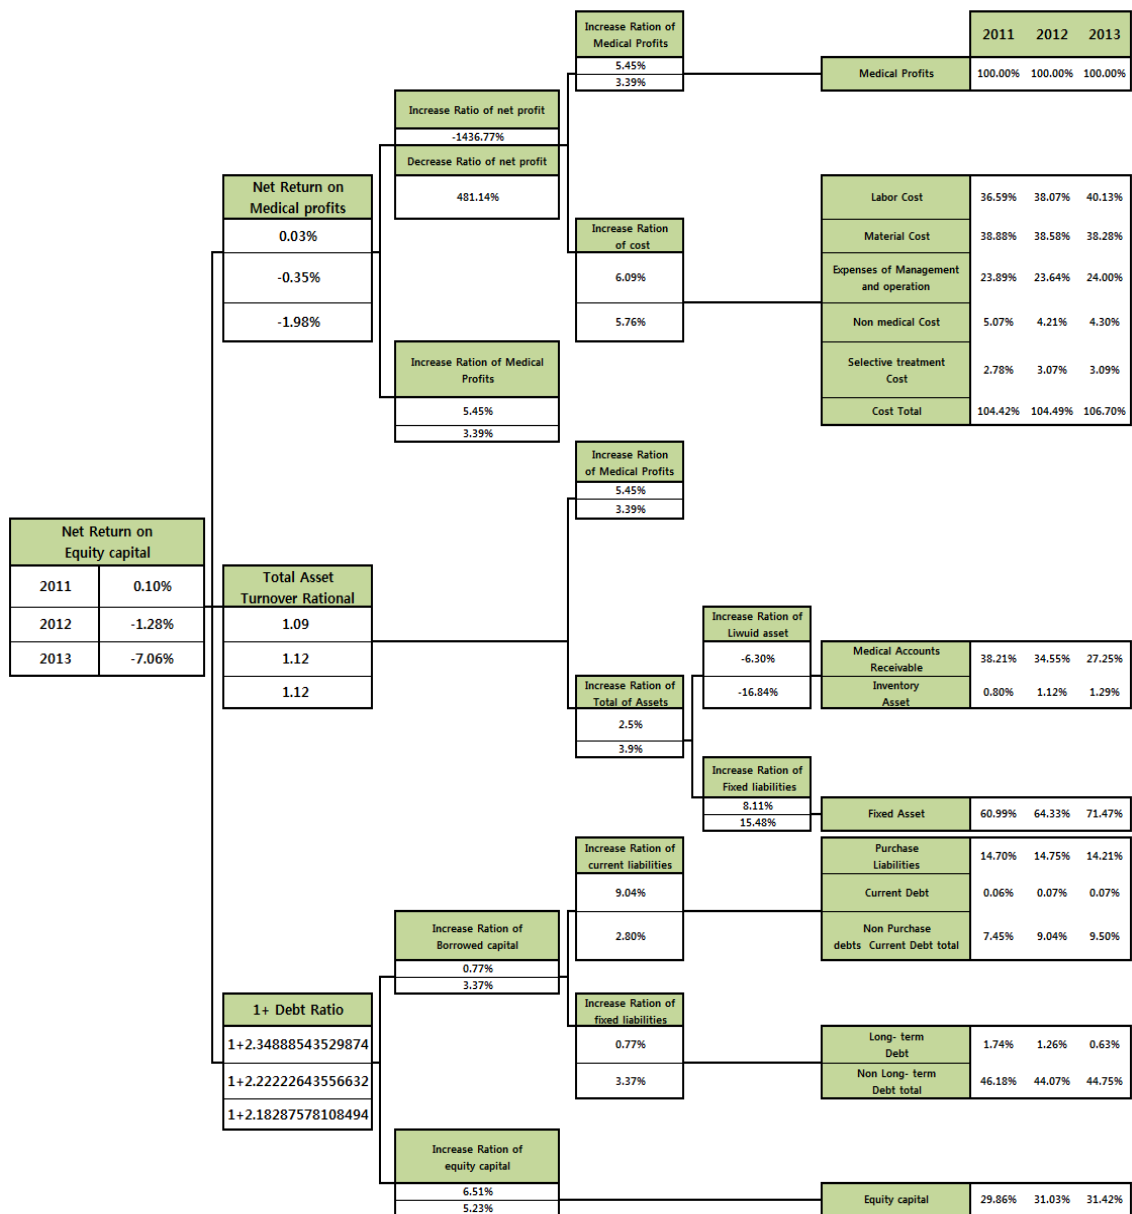 Increase Ration of
Medical Profits
5.45%
3.39%
2011 2012 2013
Medical Profits 100.00% 100.00% 100.00%
Increase Ratio of net profit
-1436.77%
Decrease Ratio of net profit
481.14%
Net Return on
Medical profits
0.03%
-0.35%
-1.98%
Increase Ration
of cost
6.09%
5.76%
Labor Cost 36.59% 38.07% 40.13%
Material Cost 38.88% 38.58% 38.28%
Expenses of Management
and operation 23.89% 23.64% 24.00%
Non medical Cost 5.07% 4.21% 4.30%
Selective treatment
Cost 2.78% 3.07% 3.09%
Cost Total 104.42% 104.49% 106.70%
Increase Ration of Medical
Profits
5.45%
3.39%
Increase Ration
of Medical Profits
5.45%
3.39%
Net Return on
Equity capital
2011 0.10%
2012 -1.28%
2013 -7.06%
Total Asset
Turnover Rational
1.09
1.12
1.12
Increase Ration of
Liwuid asset
-6.30%
-16.84%
Medical Accounts
Receivable 38.21% 34.55% 27.25%
Inventory
Asset 0.80% 1.12% 1.29%
Increase Ration of
Total of Assets
2.5%
3.9%
Increase Ration of
Fixed liabilities
8.11%
15.48%
Fixed Asset 60.99% 64.33% 71.47%
Increase Ration of
current liabilities
9.04%
2.80%
Purchase
Liabilities 14.70% 14.75% 14.21%
Current Debt 0.06% 0.07% 0.07%
Non Purchase
debts Current Debt total 7.45% 9.04% 9.50%
Increase Ration of
Borrowed capital
0.77%
3.37%
1+ Debt Ratio
1+2.34888543529874
1+2.22222643556632
1+2.18287578108494
Increase Ration of
fixed liabilities
0.77%
3.37%
Long- term
Debt 1.74% 1.26% 0.63%
Non Long- term
Debt total 46.18% 44.07% 44.75%
Increase Ration of
equity capital
6.51%
5.23%
Equity capital 29.86% 31.03% 31.42%